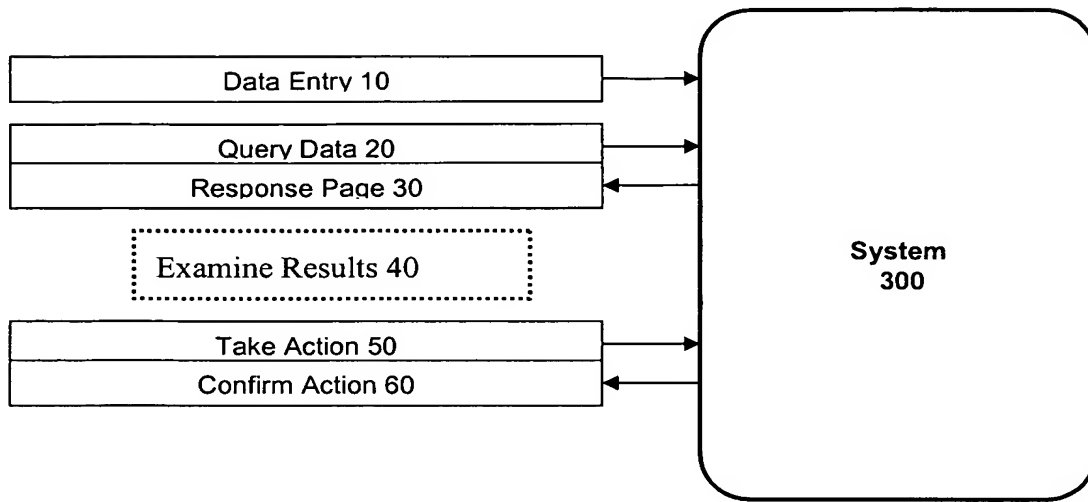 Data Entry 10
Query Data 20
Response Page 30
Examine Results 40
System
300
Take Action 50
Confirm Action 60